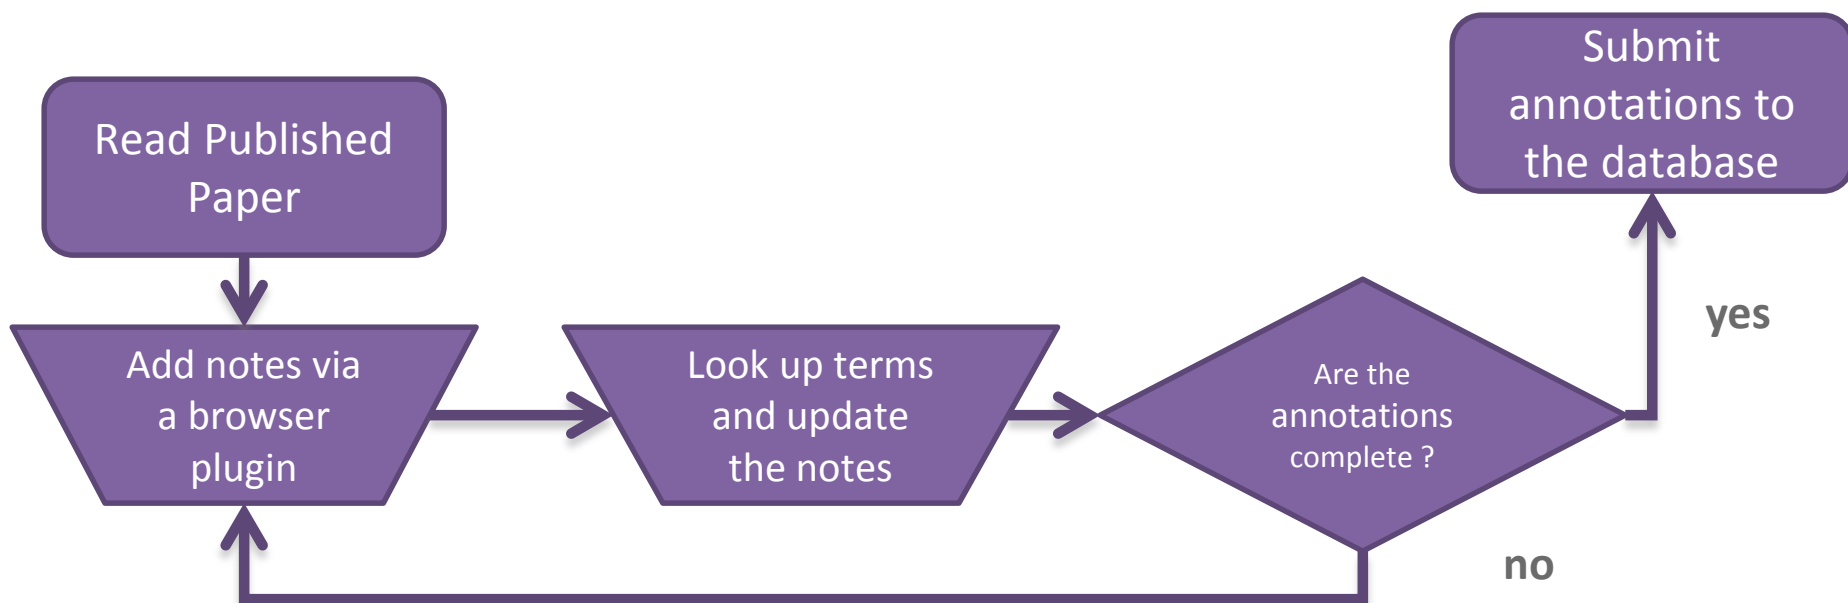 Read Published
Paper
Add notes via
a browser
plugin
Look up terms
and update
the notes
Are the
annotations
complete ?
yes
no
Submit
annotations to
the database